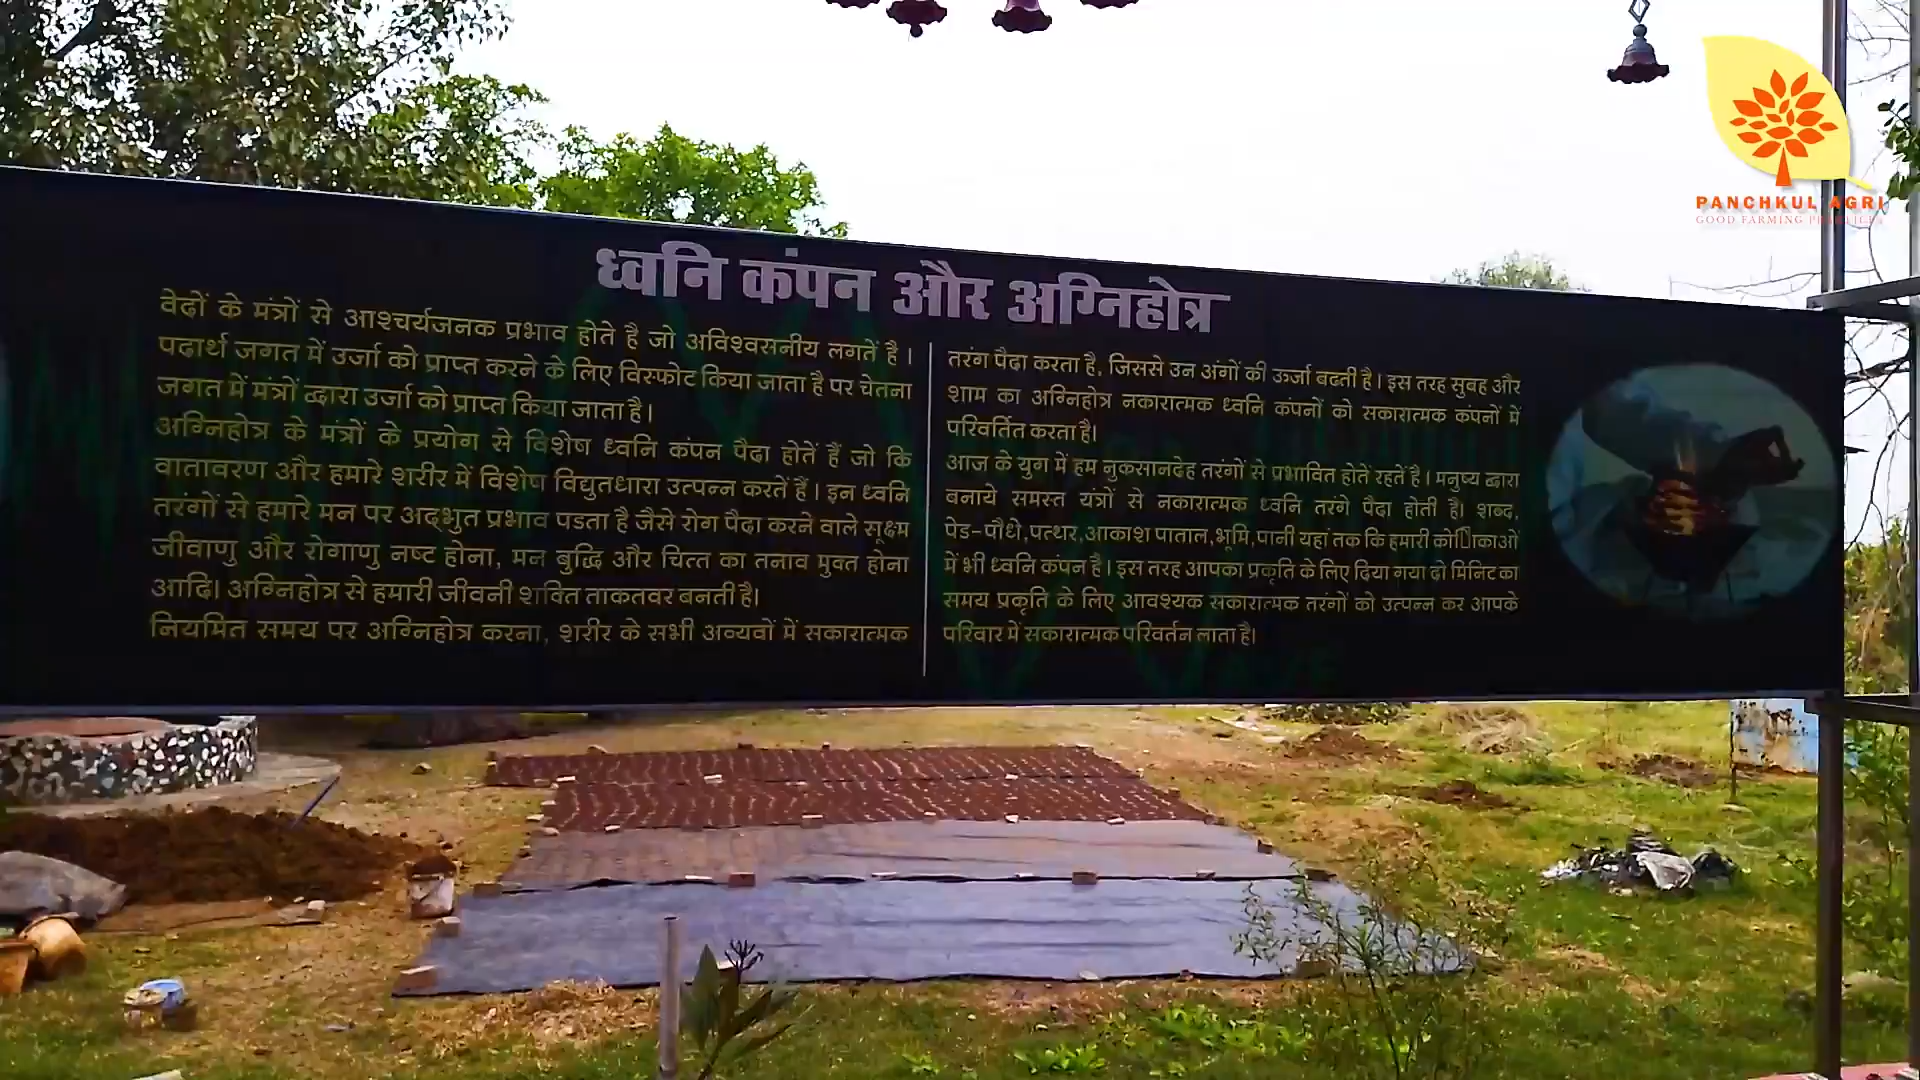 ध्वनि कंपन और अग्निहोत्र
वेदों के मंत्रों से आश्चर्यजनक प्रभाव होते है जो अविश्वसनीय लगतें है।
पदार्थ जगत में उर्जा को प्राप्त करने के लिए विस्फोट किया जाता है पर चेतना
जगत में मंत्रों व्दारा उर्जा को प्राप्त किया जाता है।
अग्निहोत्र के मंत्रों के प्रयोग से विशेष ध्वनि कंपन पैदा होतें हैं जो कि
वातावरण और हमारे शरीर में विशेष विद्युतधारा उत्पन्न करतें हैं। इन ध्वनि
तरंगों से हमारे मन पर अद्भुत प्रभाव पडता है जैसे रोग पैदा करने वाले सूक्ष्म
जीवाणु और रोगाणु नष्ट होना, मन बुद्धि और चित्त का तनाव मुक्त होना
आदि। अग्निहोत्र से हमारी जीवनी शक्ति ताकतवर बनती है।
नियमित समय पर अग्निहोत्र करना, शरीर के सभी अव्यवों में सकारात्मक
तरंग पैदा करता है, जिससे उन अंगों की ऊर्जा बढती है। इस तरह सुबह और
शाम का अग्निहोत्र नकारात्मक ध्वनि कंपनों को सकारात्मक कंपनों में
परिवर्तित करता है।
आज के युग में हम नुकसानदेह तरंगों से प्रभावित होतें रहतें है। मनुष्य व्दारा
बनाये समस्त यंत्रों से नकारात्मक ध्वनि तरंगे पैदा होती है। शब्द,
पेड-पौधे,पत्थर,आकाश पाताल,भूमि,पानी यहां तक कि हमारी
में भी ध्वनि कंपन है। इस तरह आपका प्रकृति के लिए दिया गया दो मिनिट का
समय प्रकृति के लिए आवश्यक सकारात्मक तरंगों को उत्पन्न कर आपके
परिवार में सकारात्मक परिवर्तन लाता है।
PANCHKUL AGRI
GOOD FARMING